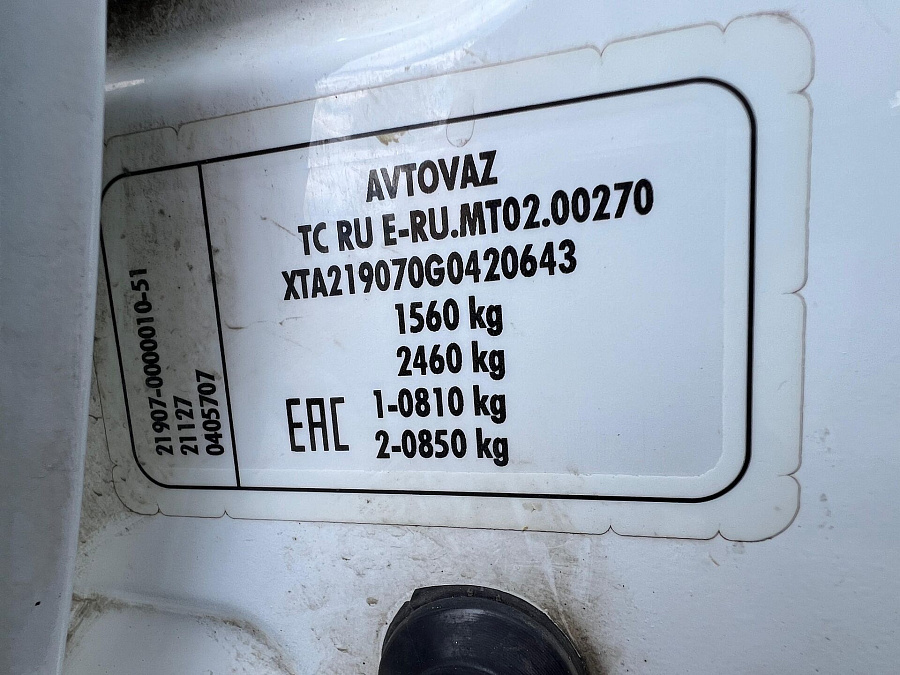 AVTOVAZ
TC RU E-RU.MT02.00270
XTA219070G0420643
1560 kg
2460 kg
1-0810 kg
2-0850 kg
EAC
21907-0000010-51
21127
0405707